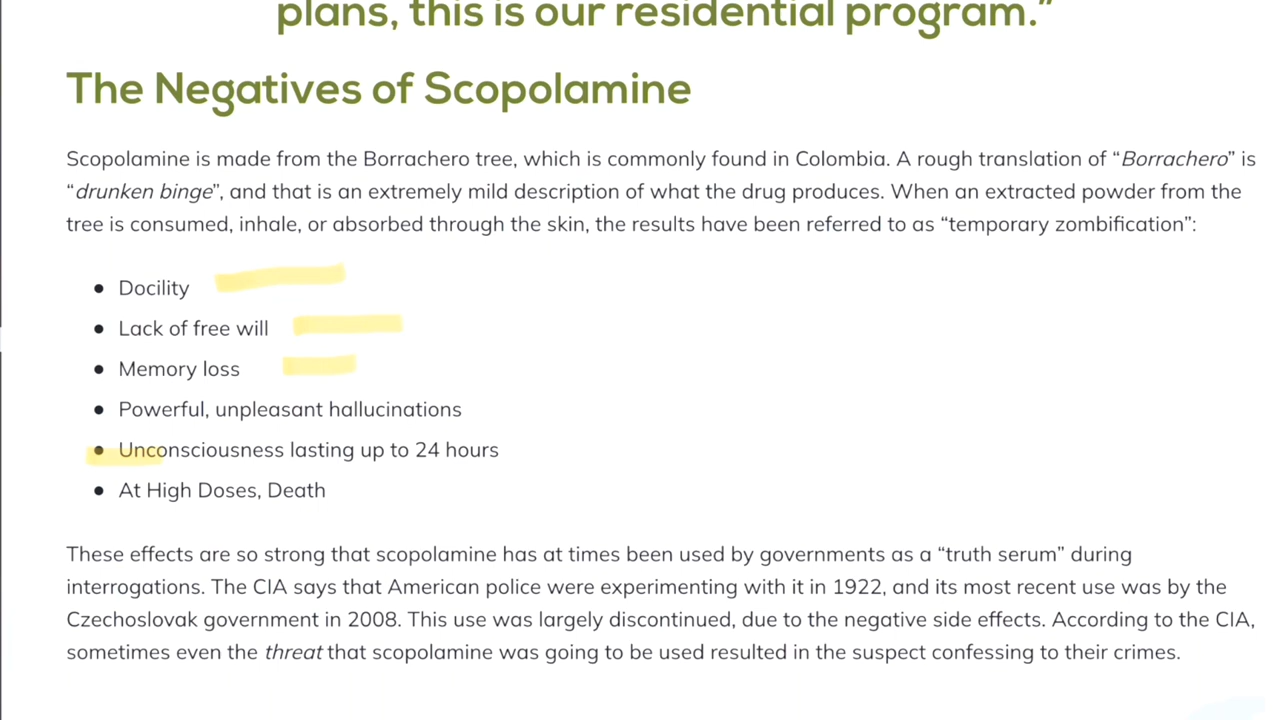 plans, this is our residential program.”
The Negatives of Scopolamine
Scopolamine is made from the Borrachero tree, which is commonly found in Colombia. A rough translation of “Borrachero” is
“drunken binge”, and that is an extremely mild description of what the drug produces. When an extracted powder from the
tree is consumed, inhale, or absorbed through the skin, the results have been referred to as “temporary zombification”:
• Docility
• Lack of free will
• Memory loss
• Powerful, unpleasant hallucinations
• Unconsciousness lasting up to 24 hours
• At High Doses, Death
These effects are so strong that scopolamine has at times been used by governments as a “truth serum” during
interrogations. The CIA says that American police were experimenting with it in 1922, and its most recent use was by the
Czechoslovak government in 2008. This use was largely discontinued, due to the negative side effects. According to the CIA,
sometimes even the threat that scopolamine was going to be used resulted in the suspect confessing to their crimes.